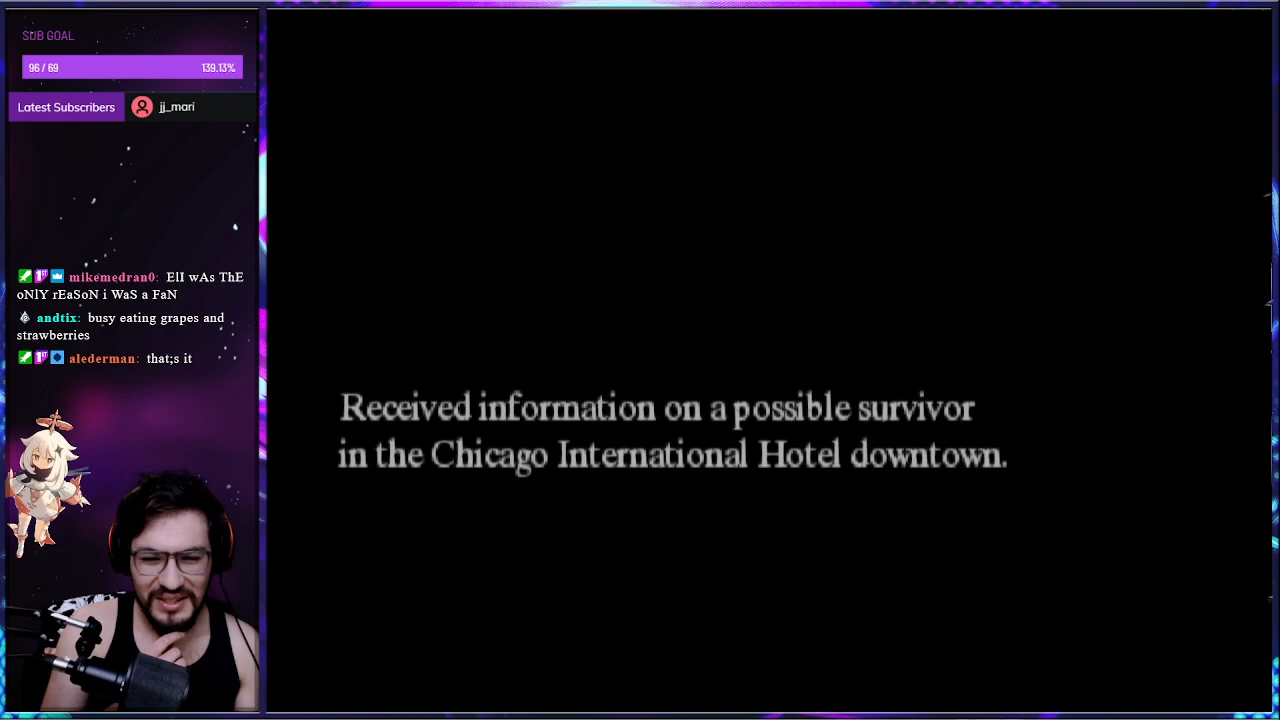 SUB GOAL
96 / 69 139.13%
Latest Subscribers jj_mari
mikemedran0: ElI wAs ThE
oNlY rEaSoN i WaS a FaN
andtix: busy eating grapes and
strawberries
alederman: that;s it
Received information on a possible survivor
in the Chicago International Hotel downtown.